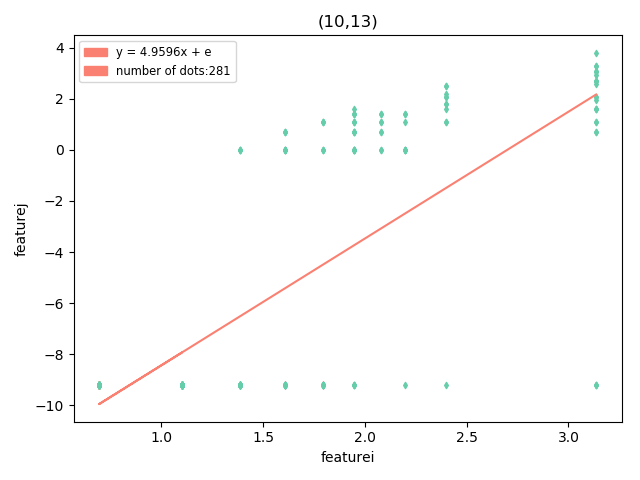 (10,13)
y = 4.9596x + e
number of dots:281
4
2
0
−2
−4
−6
−8
−10
featurej
1.0 1.5 2.0 2.5 3.0
featurei